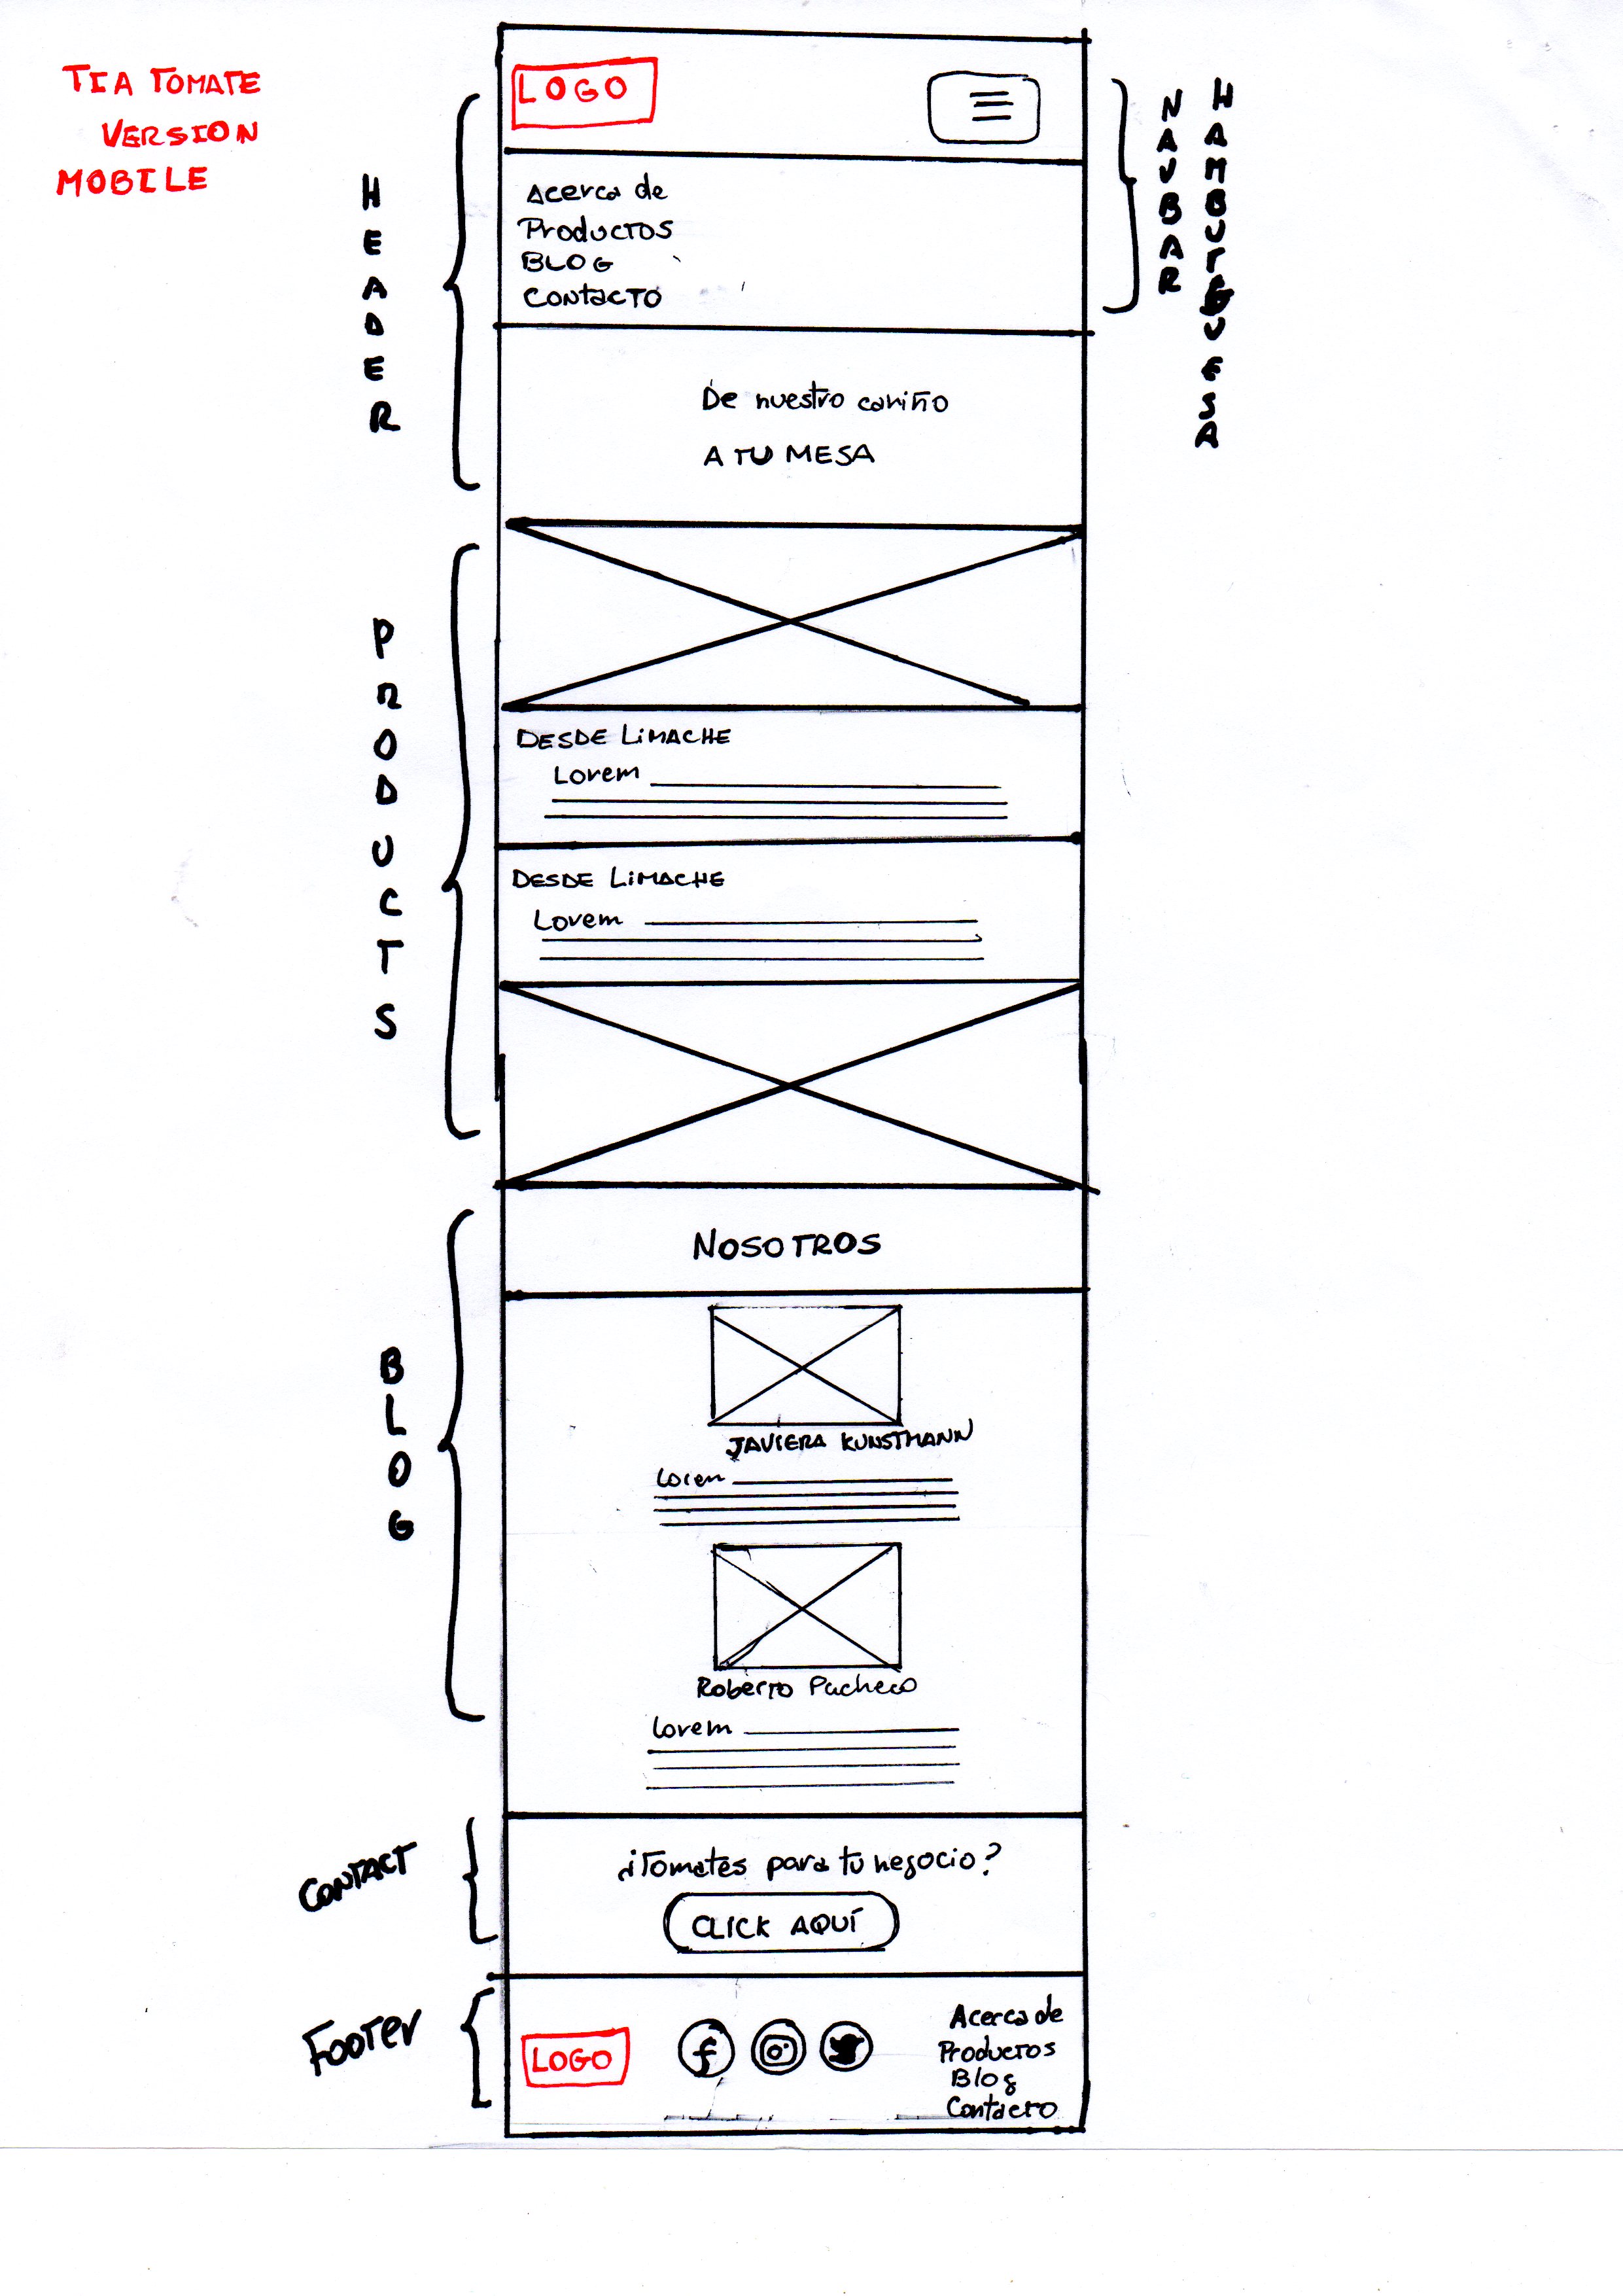 TIA TOMATE
VERSION
MOBILE
HEADER
LOGO
NAVBAR
HAMBURGUESA
Acerca de
Productos
BLOG
Contacto
De nuestro cariño
A TU MESA
PRODUCTS
DESDE LIMACHE
Lorem
DESDE LIMACHE
Lorem
BLOG
NOSOTROS
JAVIERA KUNSTMANN
Lorem
Roberto Pacheco
Lorem
CONTACT
¿Tomates para tu negocio?
CLICK AQUÍ
FOOTER
LOGO
f
Acerca de
Productos
Blog
Contacto